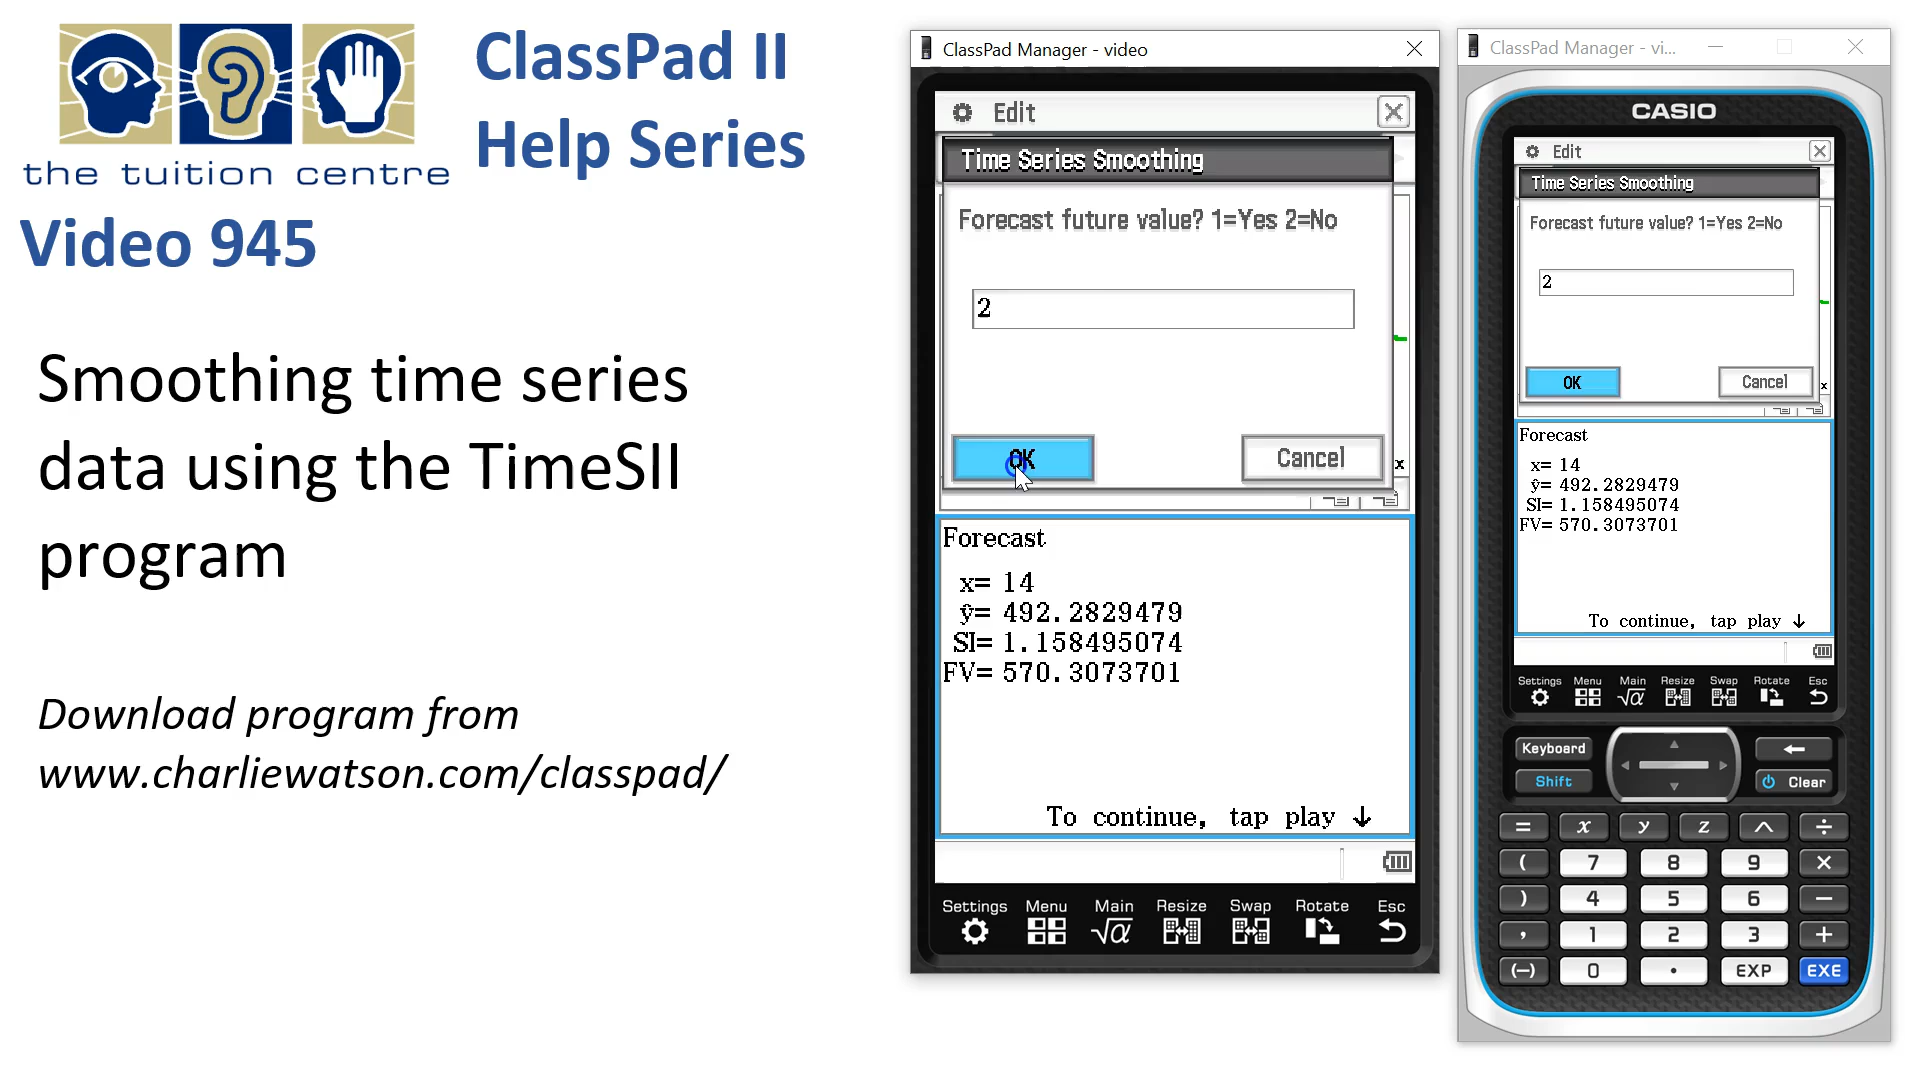 the tuition centre
ClassPad II
Help Series
Video 945
Smoothing time series
data using the TimeSII
program
Download program from
www.charliewatson.com/classpad/
ClassPad Manager - video
Edit
Time Series Smoothing
Forecast future value? 1=Yes 2=No
2
OK
Cancel
x
Forecast
x= 14
ŷ= 492.2829479
SI= 1.158495074
FV= 570.3073701
To continue, tap play ↓
Settings Menu Main Resize Swap Rotate Esc
√α
ClassPad Manager - vi...
CASIO
Edit
Time Series Smoothing
Forecast future value? 1=Yes 2=No
2
OK
Cancel
x
Forecast
x= 14
ŷ= 492.2829479
SI= 1.158495074
FV= 570.3073701
To continue, tap play ↓
Settings Menu Main Resize Swap Rotate Esc
√α
Keyboard
Shift
Clear
= x y z ^ ÷
( 7 8 9 ×
) 4 5 6 −
, 1 2 3 +
(−) 0 . EXP EXE